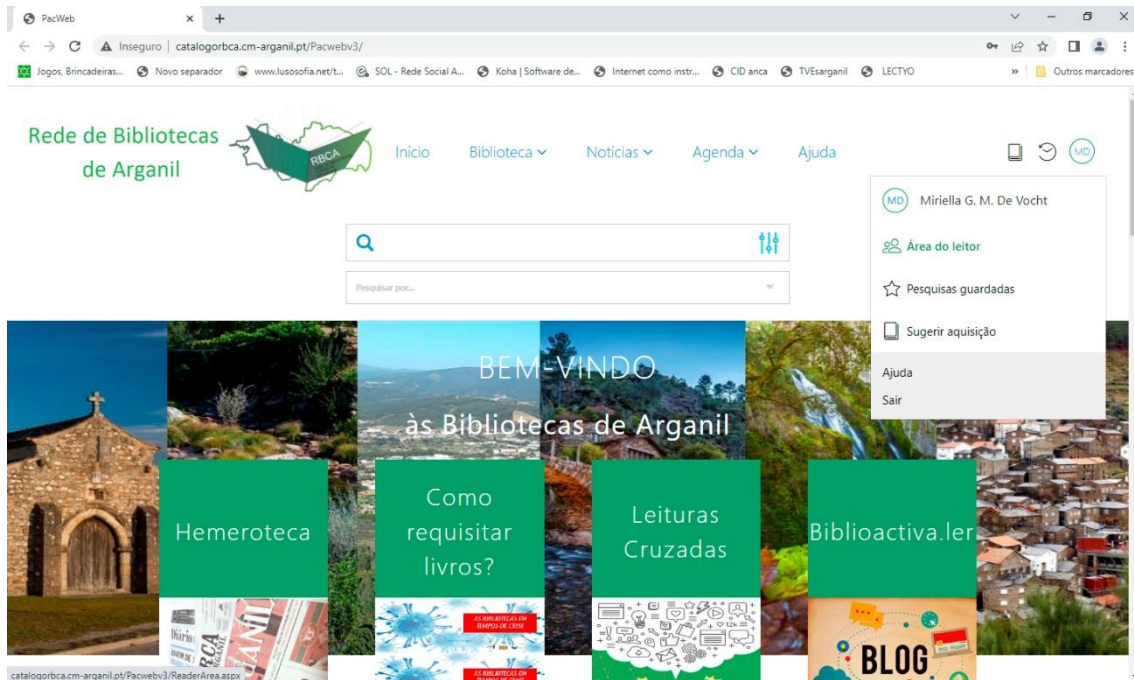 PacWeb
Inseguro | catalogorbca.cm-arganil.pt/Pacwebv3/
Jogos, Brincadeiras... Novo separador www.lusosofia.net/t... SOL - Rede Social A... Koha | Software de... Internet como instr... CID anca TVEsarganil LECTYO » Outros marcadores
Rede de Bibliotecas
de Arganil
RBCA
Início Biblioteca Notícias Agenda Ajuda
MD
MD Miriella G. M. De Vocht
Área do leitor
Pesquisas guardadas
Sugerir aquisição
Ajuda
Sair
Pesquisar por...
BEM-VINDO
às Bibliotecas de Arganil
Hemeroteca
Como
requisitar
livros?
Leituras
Cruzadas
Biblioactiva.ler
AS BIBLIOTECAS EM
TEMPOS DE CRISE
AS BIBLIOTECAS EM
12k
BLOG
catalogorbca.cm-arganil.pt/Pacwebv3/ReaderArea.aspx